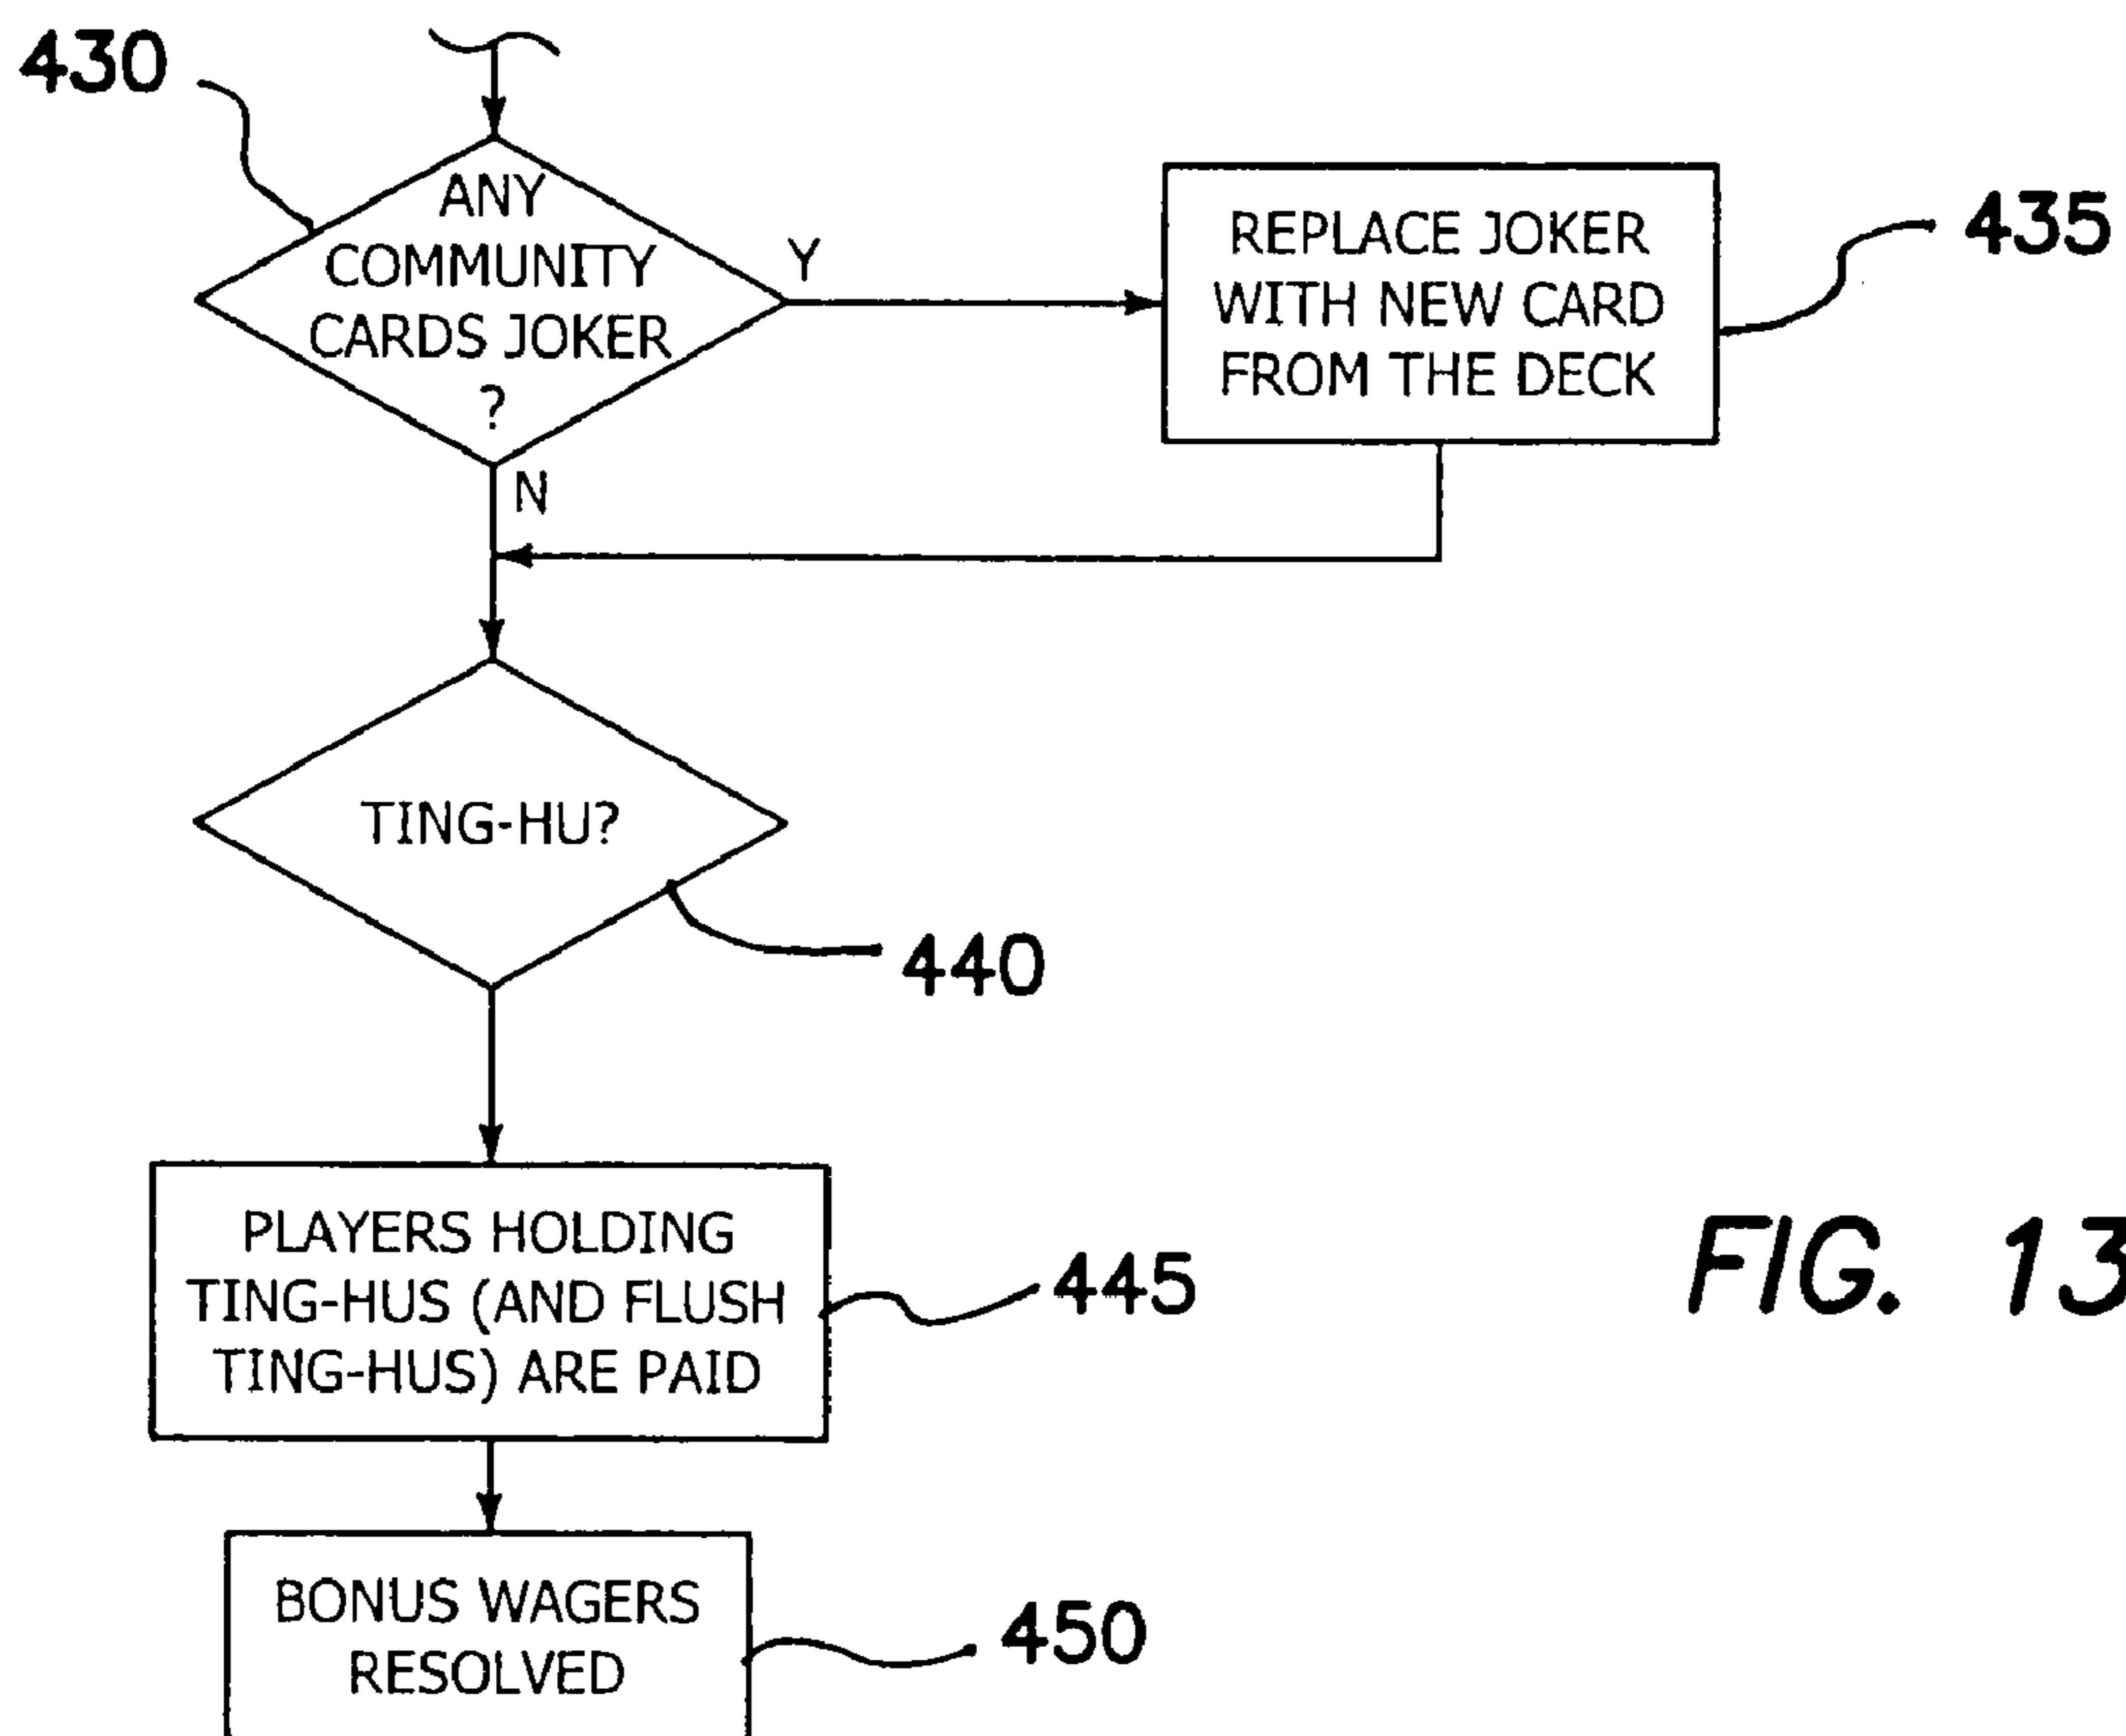 430
ANY
COMMUNITY
CARDS JOKER
?
Y
N
REPLACE JOKER
WITH NEW CARD
FROM THE DECK
435
TING-HU?
440
PLAYERS HOLDING
TING-HUS (AND FLUSH
TING-HUS) ARE PAID
445
FIG. 13
BONUS WAGERS
RESOLVED
450